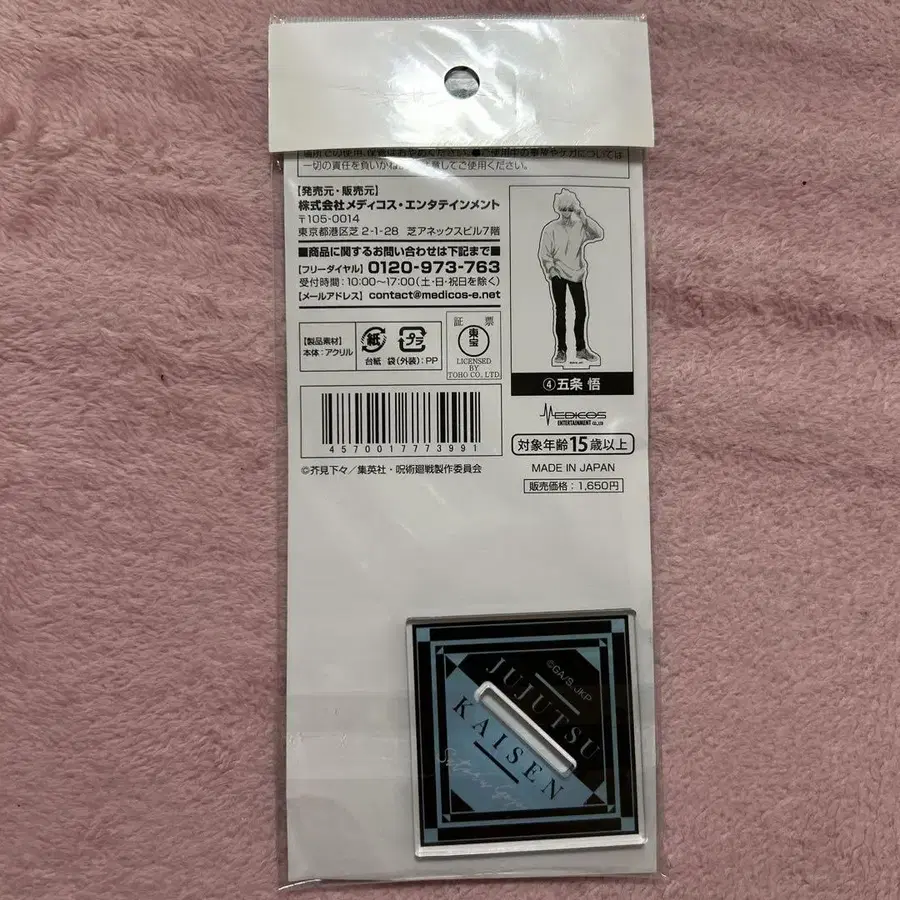 一切の責任を負いかね
してご使用ください。
【発売元・販売元】
株式会社メディコス・エンタテインメント
〒105-0014
東京都港区芝2-1-28 芝アネックスビル7階
■商品に関するお問い合わせは下記まで■
【フリーダイヤル】 0120-973-763
受付時間：10:00～17:00(土・日・祝日を除く)
【メールアドレス】 contact@medicos-e.net
【製品素材】
本体：アクリル
紙
台紙
プラ
袋(外装)：PP
証 票
東宝
LICENSED
BY
TOHO CO., LTD.
4570017773991
©芥見下々／集英社・呪術廻戦製作委員会
④五条 悟
MEDICOS
ENTERTAINMENT CO.,LTD
対象年齢15歳以上
MADE IN JAPAN
販売価格：1,650円
©GA/S,JKP
JUJUTSU
KAISEN
Satoru Gojo